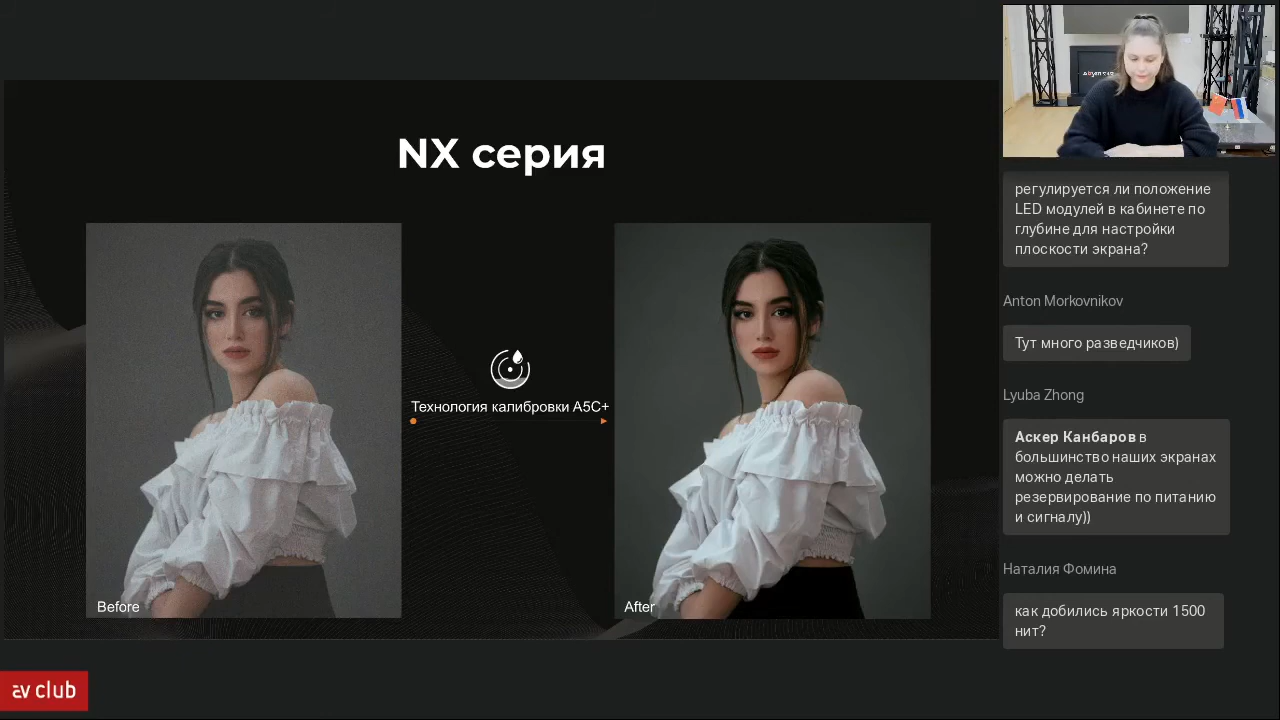 NX серия
Технология калибровки A5C+
Before
After
av club
Absen
регулируется ли положение
LED модулей в кабинете по
глубине для настройки
плоскости экрана?
Anton Morkovnikov
Тут много разведчиков)
Lyuba Zhong
Аскер Канбаров в
большинство наших экранах
можно делать
резервирование по питанию
и сигналу))
Наталия Фомина
как добились яркости 1500
нит?